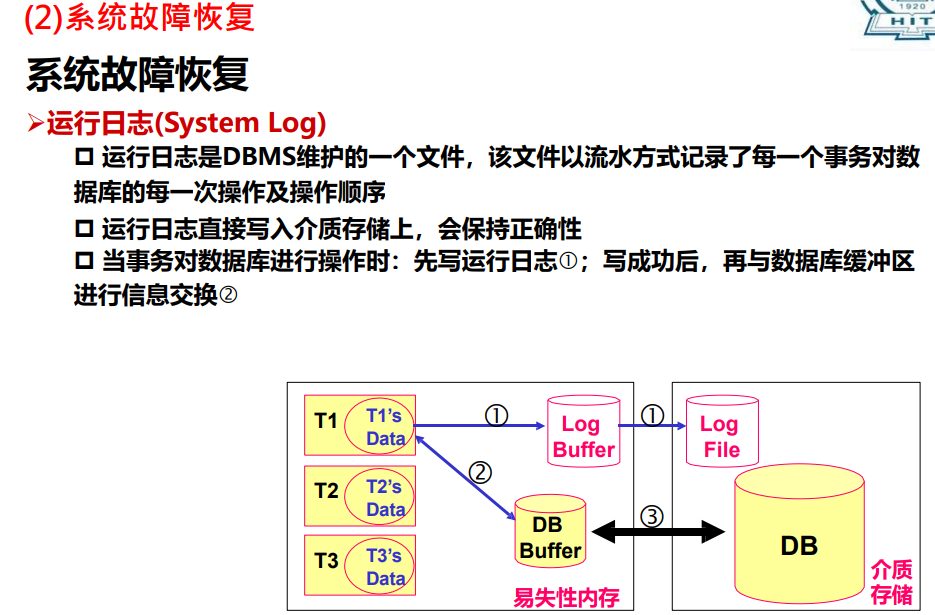 (2)系统故障恢复
1920
HIT
系统故障恢复
➢运行日志(System Log)
运行日志是DBMS维护的一个文件，该文件以流水方式记录了每一个事务对数
据库的每一次操作及操作顺序
运行日志直接写入介质存储上，会保持正确性
当事务对数据库进行操作时：先写运行日志①；写成功后，再与数据库缓冲区
进行信息交换②
T1
T1's
Data
①
Log
Buffer
①
Log
File
②
T2
T2's
Data
DB
Buffer
③
DB
T3
T3's
Data
易失性内存
介质
存储